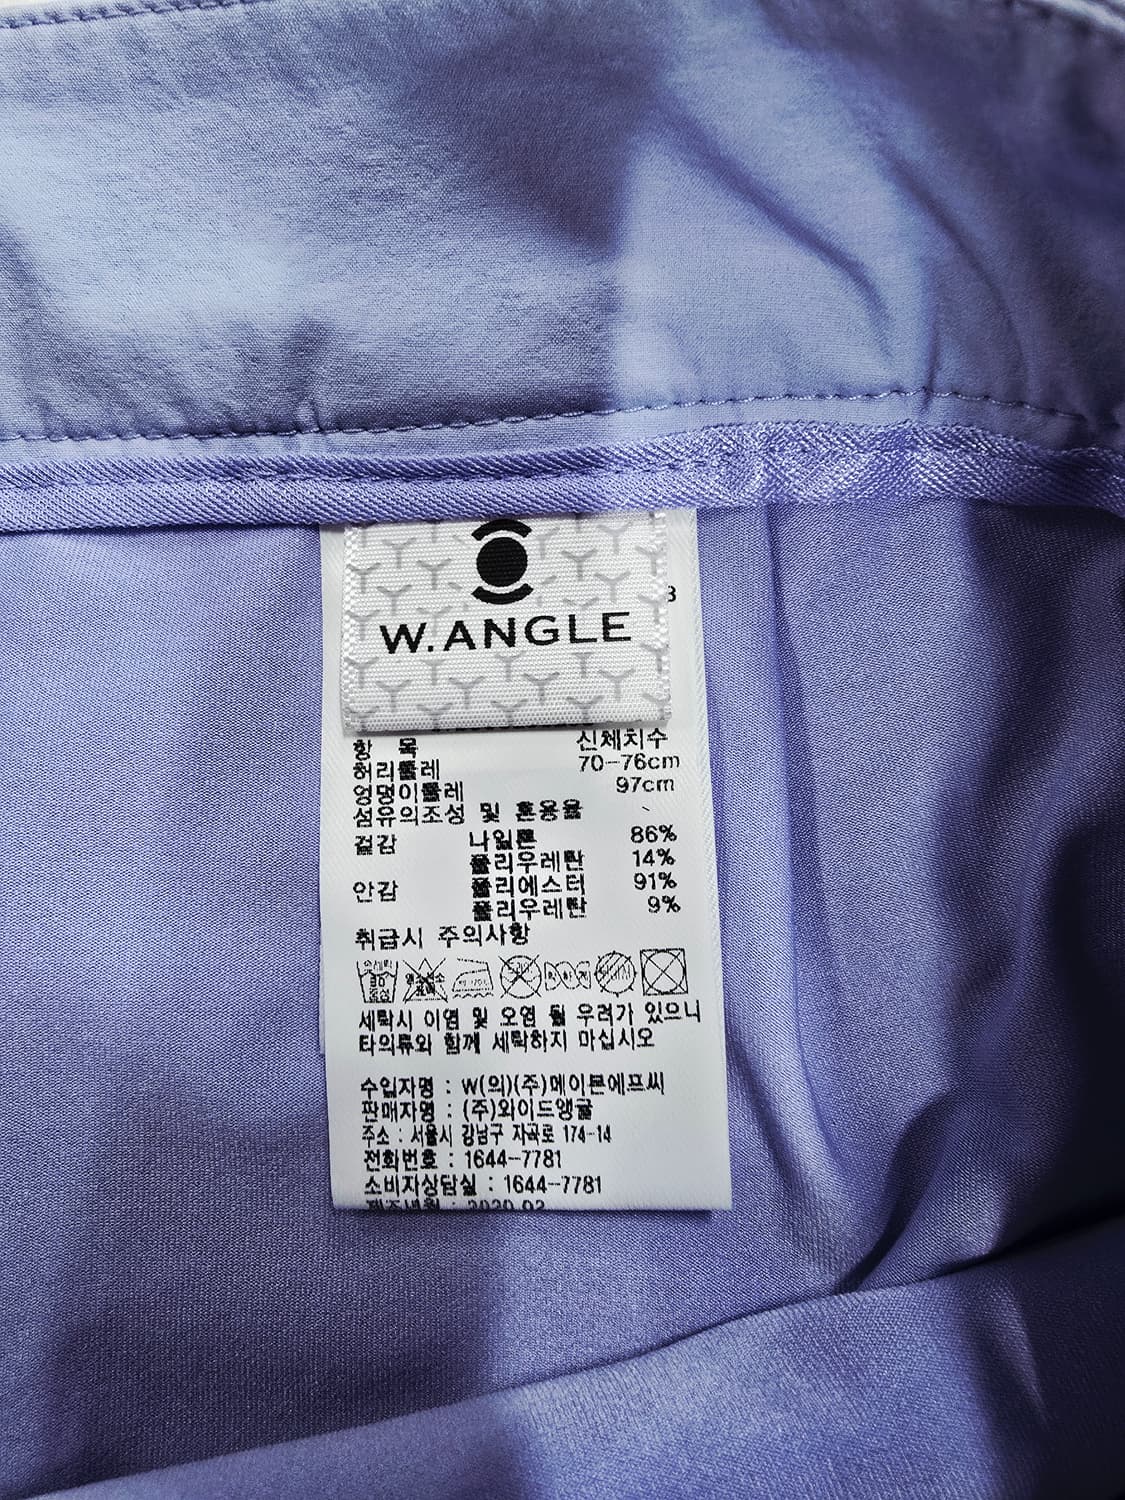 W.ANGLE
항 목 신체치수
허리둘레 70-76cm
엉덩이둘레 97cm
섬유의조성 및 혼용율
겉감 나일론 86%
폴리우레탄 14%
안감 폴리에스터 91%
폴리우레탄 9%
취급시 주의사항
세탁시 이염 및 오염 될 우려가 있으니
타의류와 함께 세탁하지 마십시오
수입자명 : W(의)(주)메이븐에프씨
판매자명 : (주)와이드앵글
주소 : 서울시 강남구 자곡로 174-14
전화번호 : 1644-7781
소비자상담실 : 1644-7781
제조년월 : 2020.02